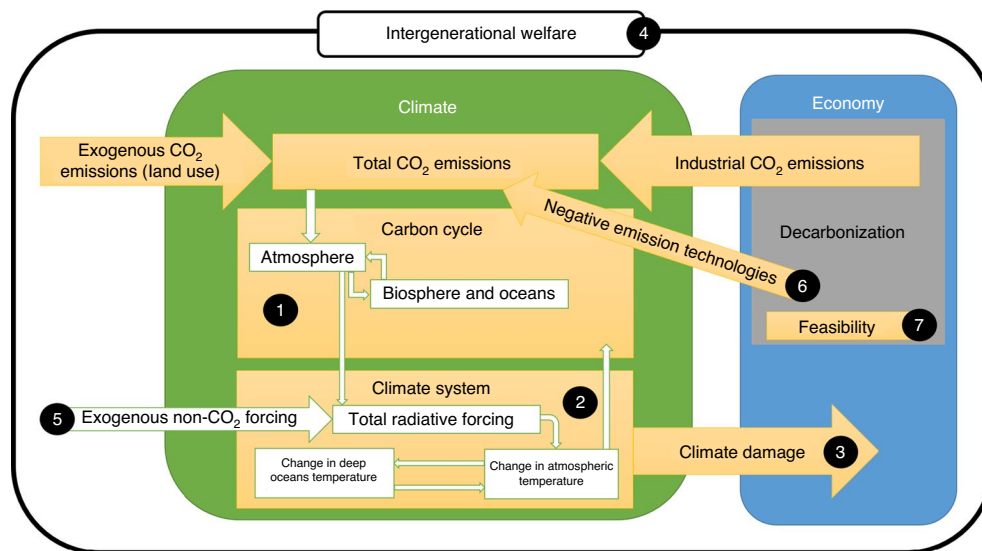 Intergenerational welfare
4
Climate
Economy
Exogenous CO₂
emissions (land use)
Total CO₂ emissions
Industrial CO₂ emissions
Negative emission technologies
6
Decarbonization
Carbon cycle
Atmosphere
Biosphere and oceans
1
Feasibility
7
Climate system
2
5
Exogenous non-CO₂ forcing
Total radiative forcing
Change in deep
oceans temperature
Change in atmospheric
temperature
Climate damage
3